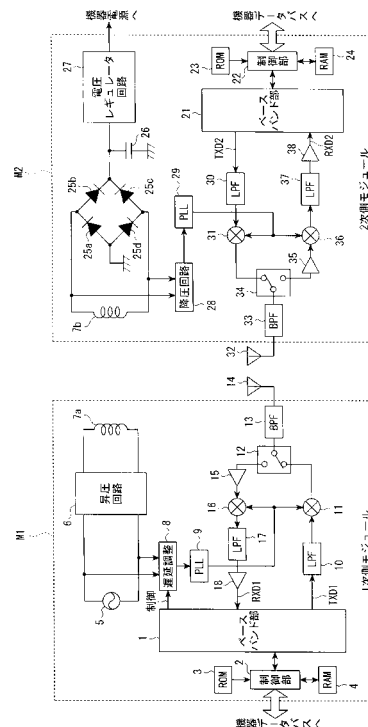 M1
1次側モジュール
5
昇圧回路
6
7a
制御
遅延調整
8
PLL
9
1
ベースバンド部
ROM
3
制御部
2
RAM
4
機器データバスへ
15
16
LPF
17
18
RXD1
TXD1
LPF
10
11
12
BPF
13
14
M2
2次側モジュール
7b
25a
25b
25c
25d
26
電圧レギュレータ回路
27
機器電源へ
降圧回路
28
PLL
29
32
BPF
33
34
31
LPF
30
TXD2
35
36
LPF
37
38
RXD2
ベースバンド部
21
ROM
23
制御部
22
RAM
24
機器データバスへ